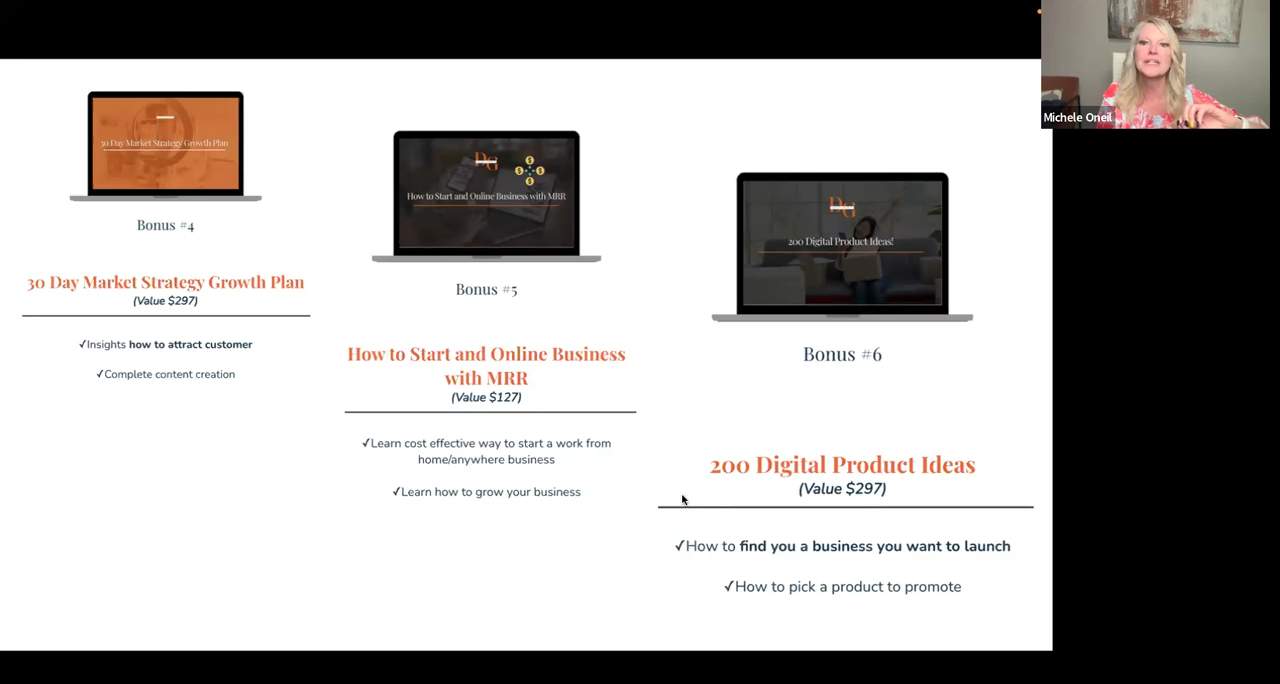 Michele Oneil
30 Day Market Strategy Growth Plan
Bonus #4
30 Day Market Strategy Growth Plan
(Value $297)
✓Insights how to attract customer
✓Complete content creation
DG
How to Start and Online Business with MRR
Bonus #5
How to Start and Online Business
with MRR
(Value $127)
✓Learn cost effective way to start a work from
home/anywhere business
✓Learn how to grow your business
DG
200 Digital Product Ideas!
Bonus #6
200 Digital Product Ideas
(Value $297)
✓How to find you a business you want to launch
✓How to pick a product to promote